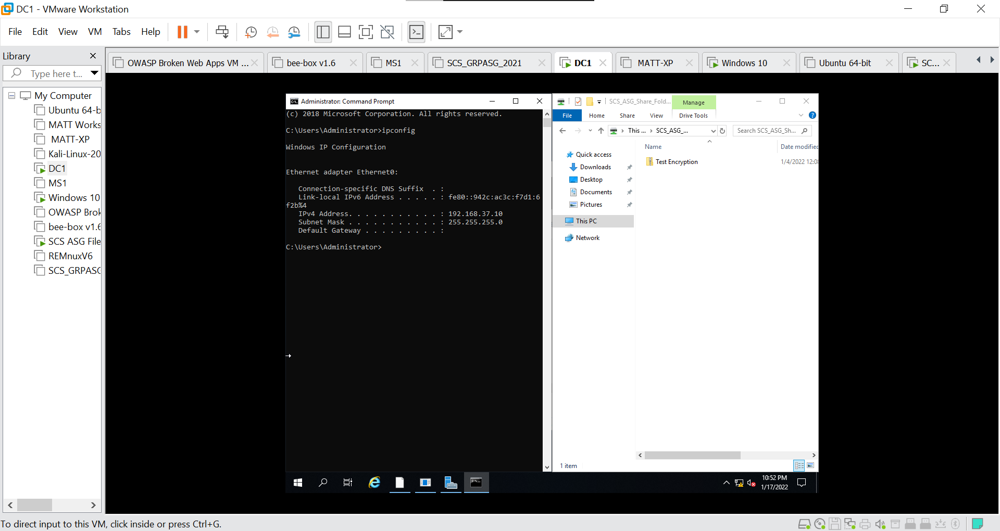 DC1 - VMware Workstation
File Edit View VM Tabs Help
Library
Type here t...
My Computer
Ubuntu 64-b
MATT Works
MATT-XP
Kali-Linux-20
DC1
MS1
Windows 10
OWASP Brok
bee-box v1.6
SCS ASG File
REMnuxV6
SCS_GRPASG
OWASP Broken Web Apps VM ... bee-box v1.6 MS1 SCS_GRPASG_2021 DC1 MATT-XP Windows 10 Ubuntu 64-bit SC...
Administrator: Command Prompt
(c) 2018 Microsoft Corporation. All rights reserved.
C:\Users\Administrator>ipconfig
Windows IP Configuration
Ethernet adapter Ethernet0:
Connection-specific DNS Suffix . :
Link-local IPv6 Address . . . . . : fe80::942c:ac3c:f7d1:6
f2b%4
IPv4 Address. . . . . . . . . . . : 192.168.37.10
Subnet Mask . . . . . . . . . . . : 255.255.255.0
Default Gateway . . . . . . . . . :
C:\Users\Administrator>
SCS_ASG_Share_Fold... Manage
File Home Share View Drive Tools
This ... SCS_ASG_... Search SCS_ASG_Sh...
Name Date modified
Quick access
Downloads
Desktop
Documents
Pictures
This PC
Network
Test Encryption 1/4/2022 12:08
1 item
10:52 PM
1/17/2022
To direct input to this VM, click inside or press Ctrl+G.